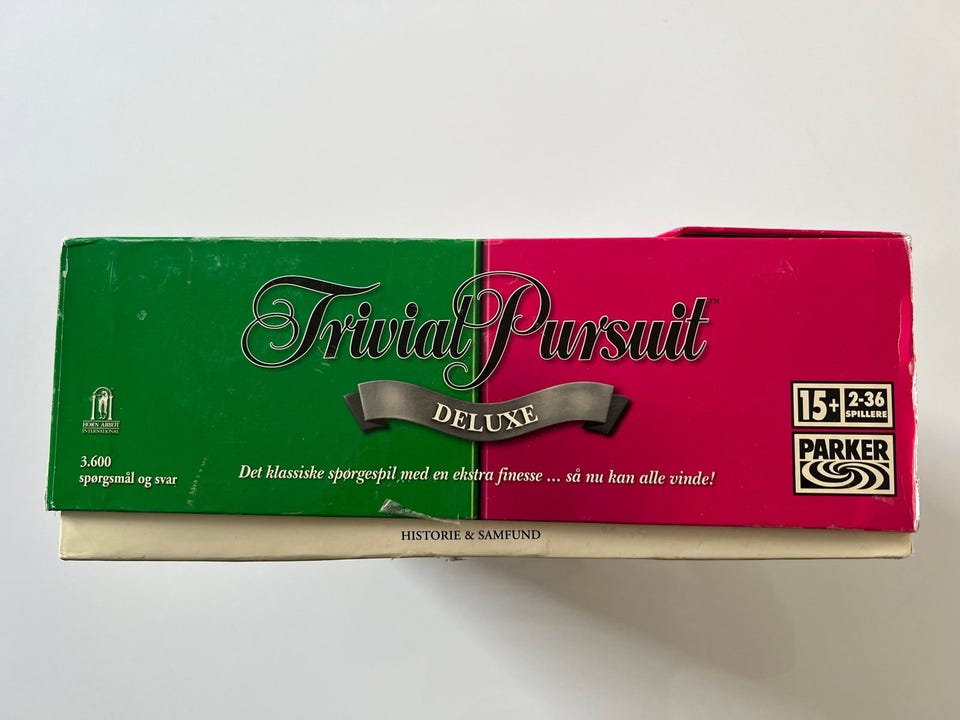 Trivial Pursuit™
DELUXE
HORN ABBOT
INTERNATIONAL
3.600
spørgsmål og svar
Det klassiske spørgespil med en ekstra finesse ... så nu kan alle vinde!
15+
2-36
SPILLERE
PARKER
HISTORIE & SAMFUND